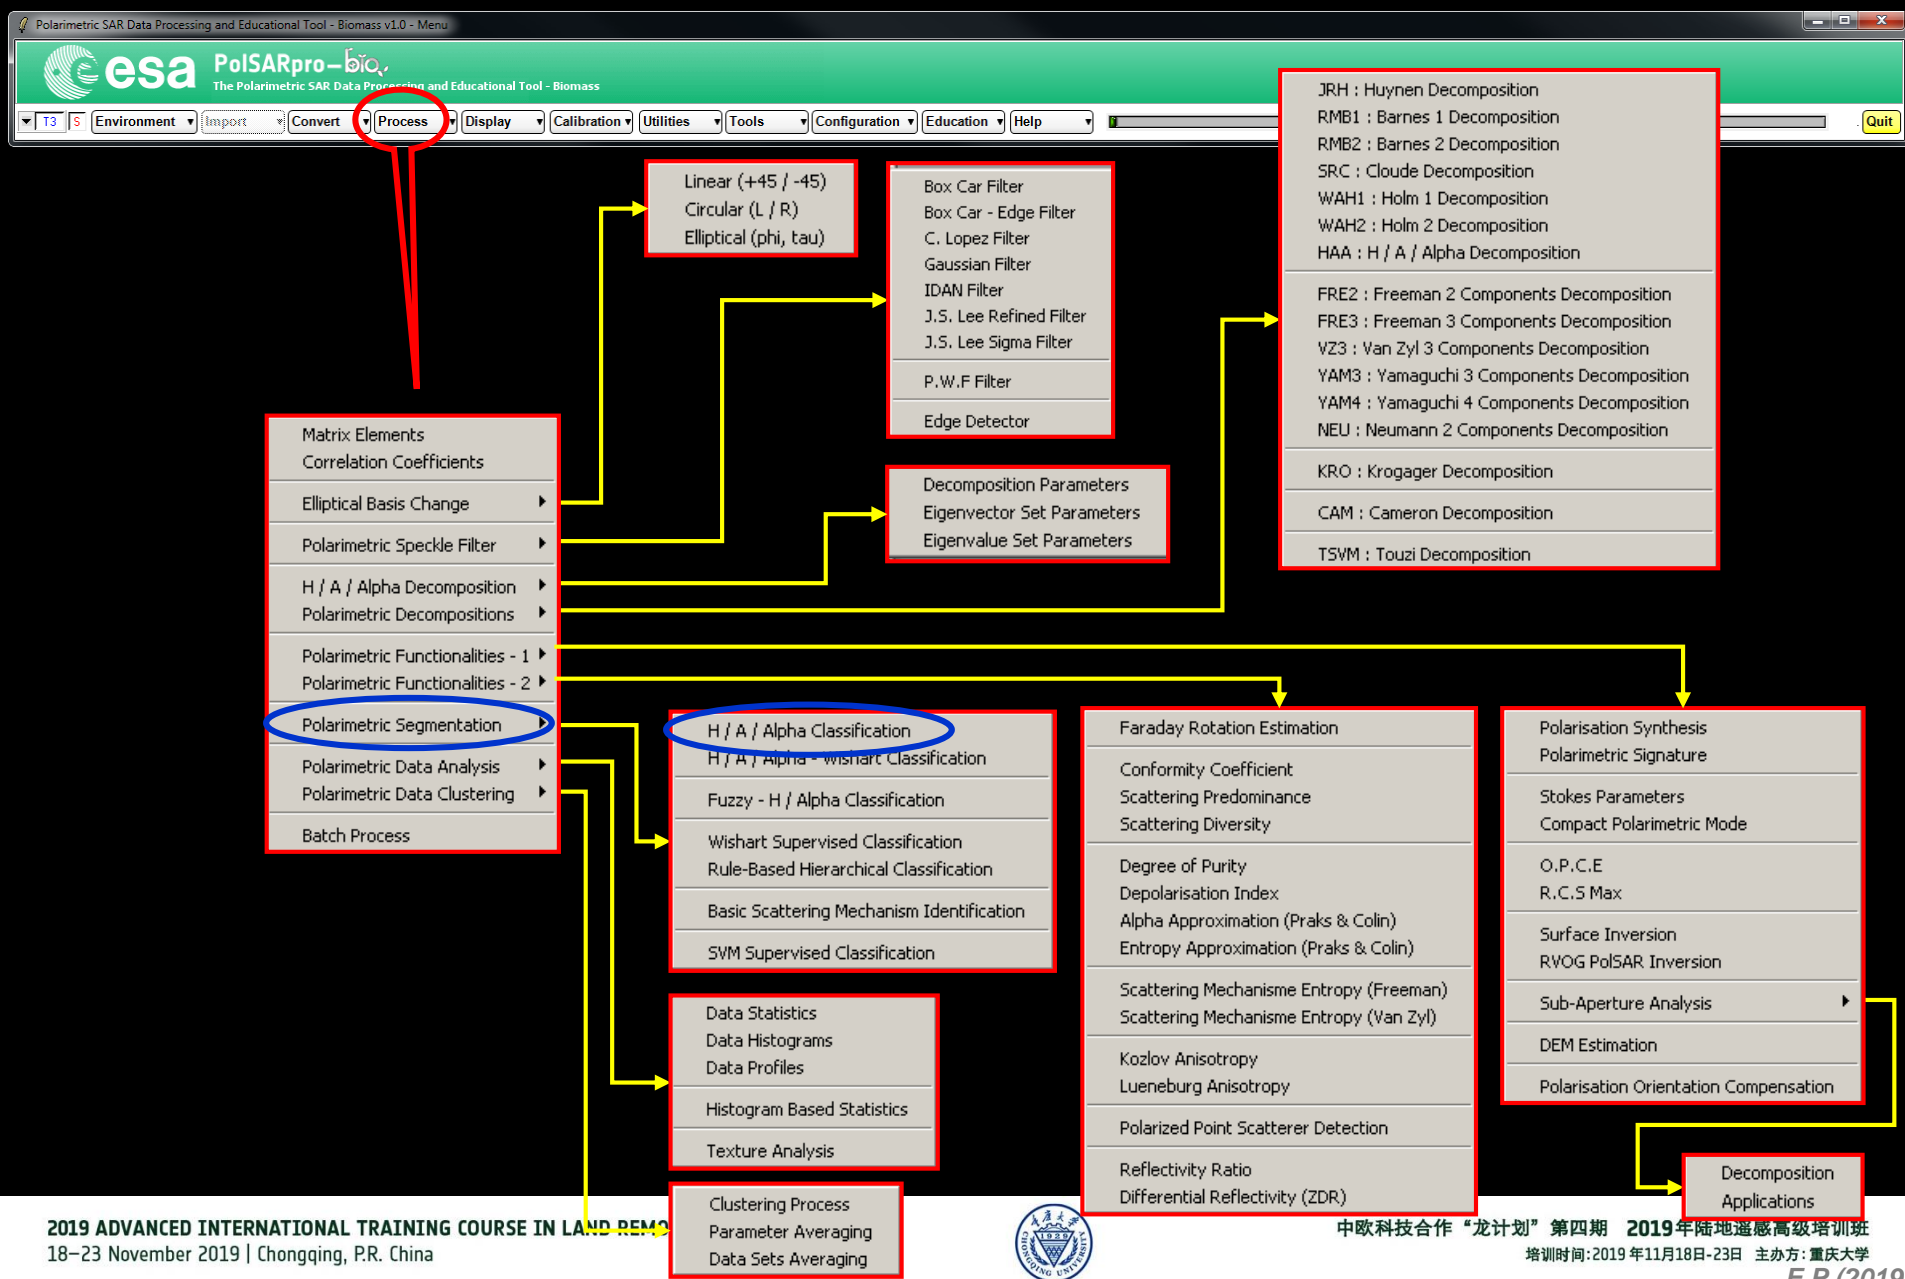 Polarimetric SAR Data Processing and Educational Tool - Biomass v1.0 - Menu
esa
PolSARpro-bio
The Polarimetric SAR Data Processing and Educational Tool - Biomass
T3 S Environment Import Convert Process Display Calibration Utilities Tools Configuration Education Help Quit
Linear (+45 / -45)
Circular (L / R)
Elliptical (phi, tau)
Box Car Filter
Box Car - Edge Filter
C. Lopez Filter
Gaussian Filter
IDAN Filter
J.S. Lee Refined Filter
J.S. Lee Sigma Filter
P.W.F Filter
Edge Detector
JRH : Huynen Decomposition
RMB1 : Barnes 1 Decomposition
RMB2 : Barnes 2 Decomposition
SRC : Cloude Decomposition
WAH1 : Holm 1 Decomposition
WAH2 : Holm 2 Decomposition
HAA : H / A / Alpha Decomposition
FRE2 : Freeman 2 Components Decomposition
FRE3 : Freeman 3 Components Decomposition
VZ3 : Van Zyl 3 Components Decomposition
YAM3 : Yamaguchi 3 Components Decomposition
YAM4 : Yamaguchi 4 Components Decomposition
NEU : Neumann 2 Components Decomposition
KRO : Krogager Decomposition
CAM : Cameron Decomposition
TSVM : Touzi Decomposition
Matrix Elements
Correlation Coefficients
Elliptical Basis Change
Polarimetric Speckle Filter
H / A / Alpha Decomposition
Polarimetric Decompositions
Polarimetric Functionalities - 1
Polarimetric Functionalities - 2
Polarimetric Segmentation
Polarimetric Data Analysis
Polarimetric Data Clustering
Batch Process
Decomposition Parameters
Eigenvector Set Parameters
Eigenvalue Set Parameters
H / A / Alpha Classification
H / A / Alpha - Wishart Classification
Fuzzy - H / Alpha Classification
Wishart Supervised Classification
Rule-Based Hierarchical Classification
Basic Scattering Mechanism Identification
SVM Supervised Classification
Data Statistics
Data Histograms
Data Profiles
Histogram Based Statistics
Texture Analysis
Clustering Process
Parameter Averaging
Data Sets Averaging
Faraday Rotation Estimation
Conformity Coefficient
Scattering Predominance
Scattering Diversity
Degree of Purity
Depolarisation Index
Alpha Approximation (Praks & Colin)
Entropy Approximation (Praks & Colin)
Scattering Mechanisme Entropy (Freeman)
Scattering Mechanisme Entropy (Van Zyl)
Kozlov Anisotropy
Lueneburg Anisotropy
Polarized Point Scatterer Detection
Reflectivity Ratio
Differential Reflectivity (ZDR)
Polarisation Synthesis
Polarimetric Signature
Stokes Parameters
Compact Polarimetric Mode
O.P.C.E
R.C.S Max
Surface Inversion
RVOG PolSAR Inversion
Sub-Aperture Analysis
DEM Estimation
Polarisation Orientation Compensation
Decomposition
Applications
2019 ADVANCED INTERNATIONAL TRAINING COURSE IN LAND REMO
18–23 November 2019 | Chongqing, P.R. China
1929
CHONGQING UNIVERSITY
中欧科技合作 “龙计划” 第四期 2019年陆地遥感高级培训班
培训时间:2019 年11月18日-23日 主办方: 重庆大学
E.P (2019